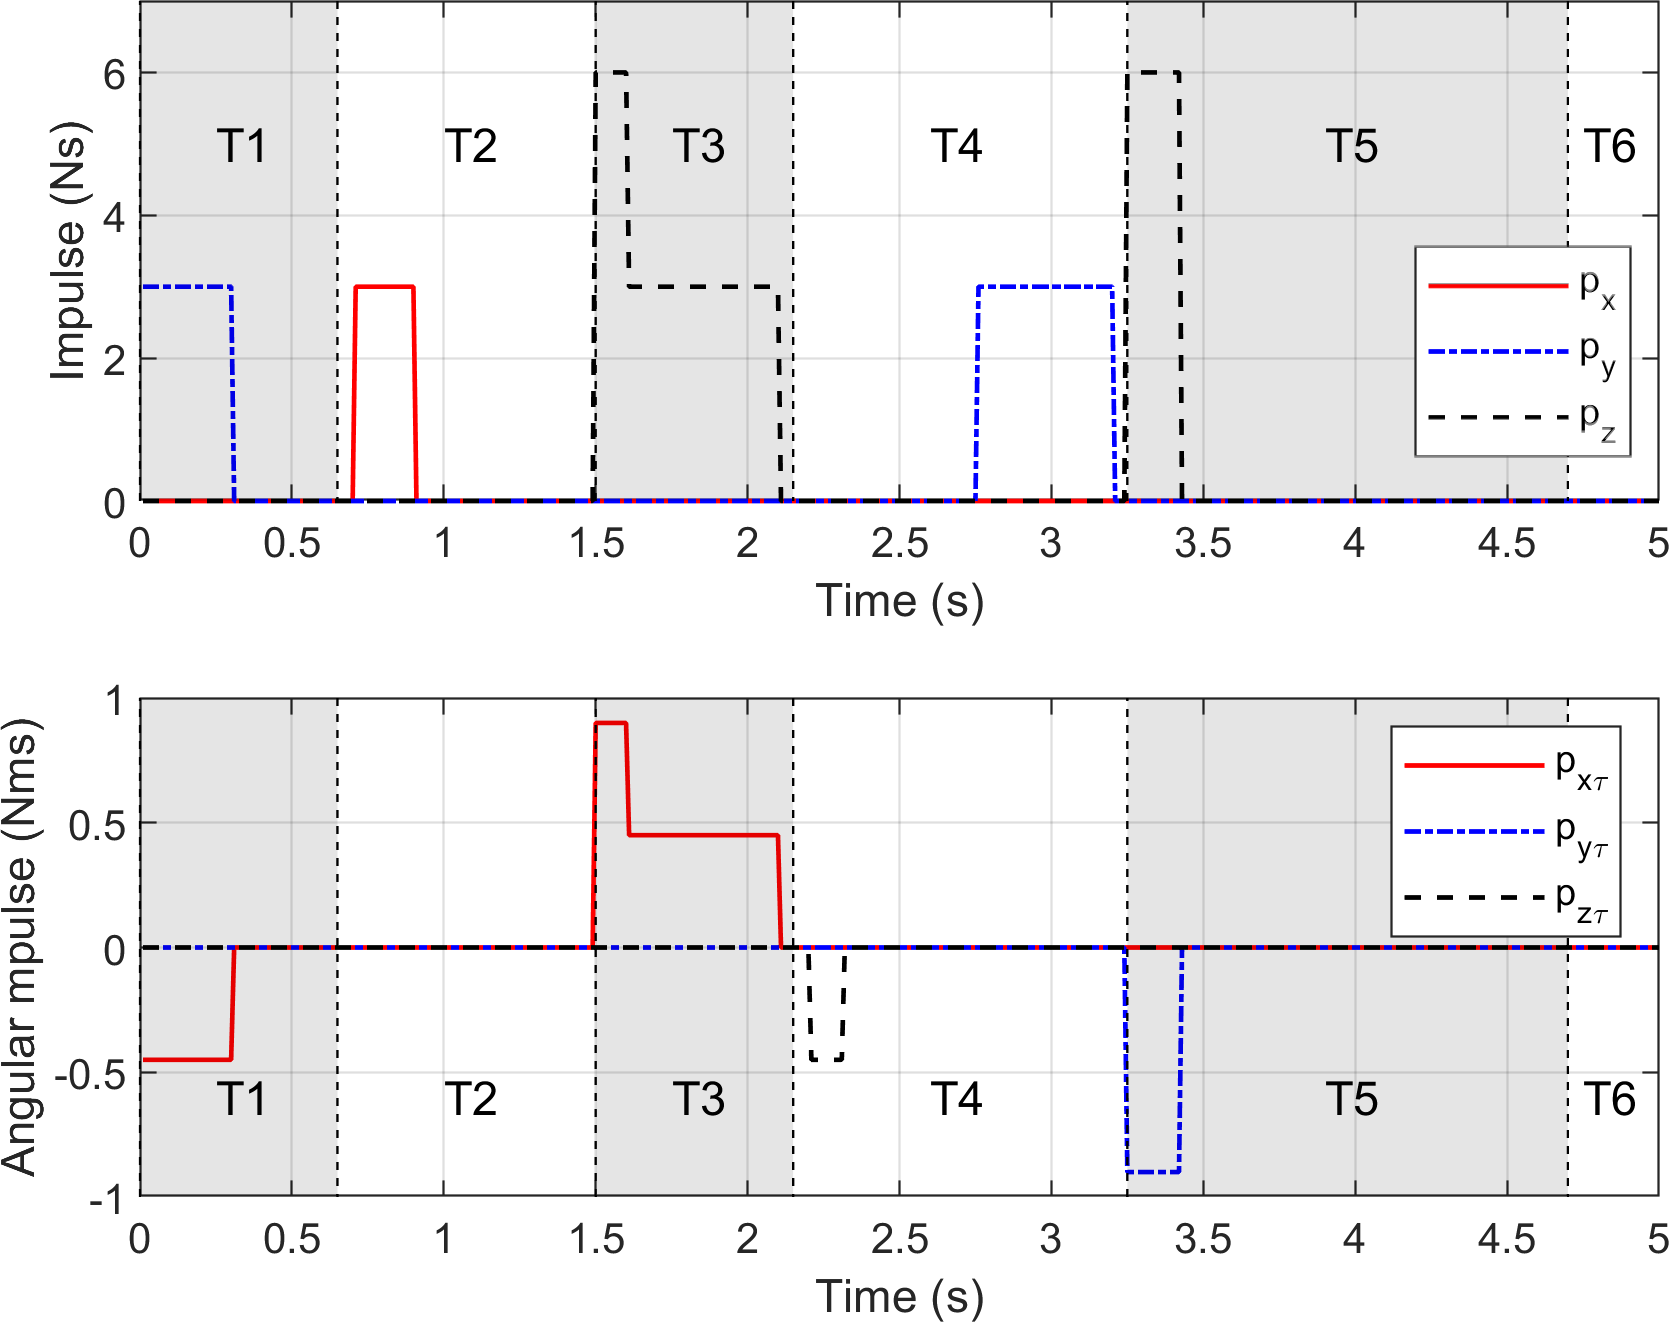 6
4
2
0
Impulse (Ns)
T1 T2 T3 T4 T5 T6
p_x
p_y
p_z
0 0.5 1 1.5 2 2.5 3 3.5 4 4.5 5
Time (s)
1
0.5
0
-0.5
-1
Angular mpulse (Nms)
p_xτ
p_yτ
p_zτ
T1 T2 T3 T4 T5 T6
0 0.5 1 1.5 2 2.5 3 3.5 4 4.5 5
Time (s)